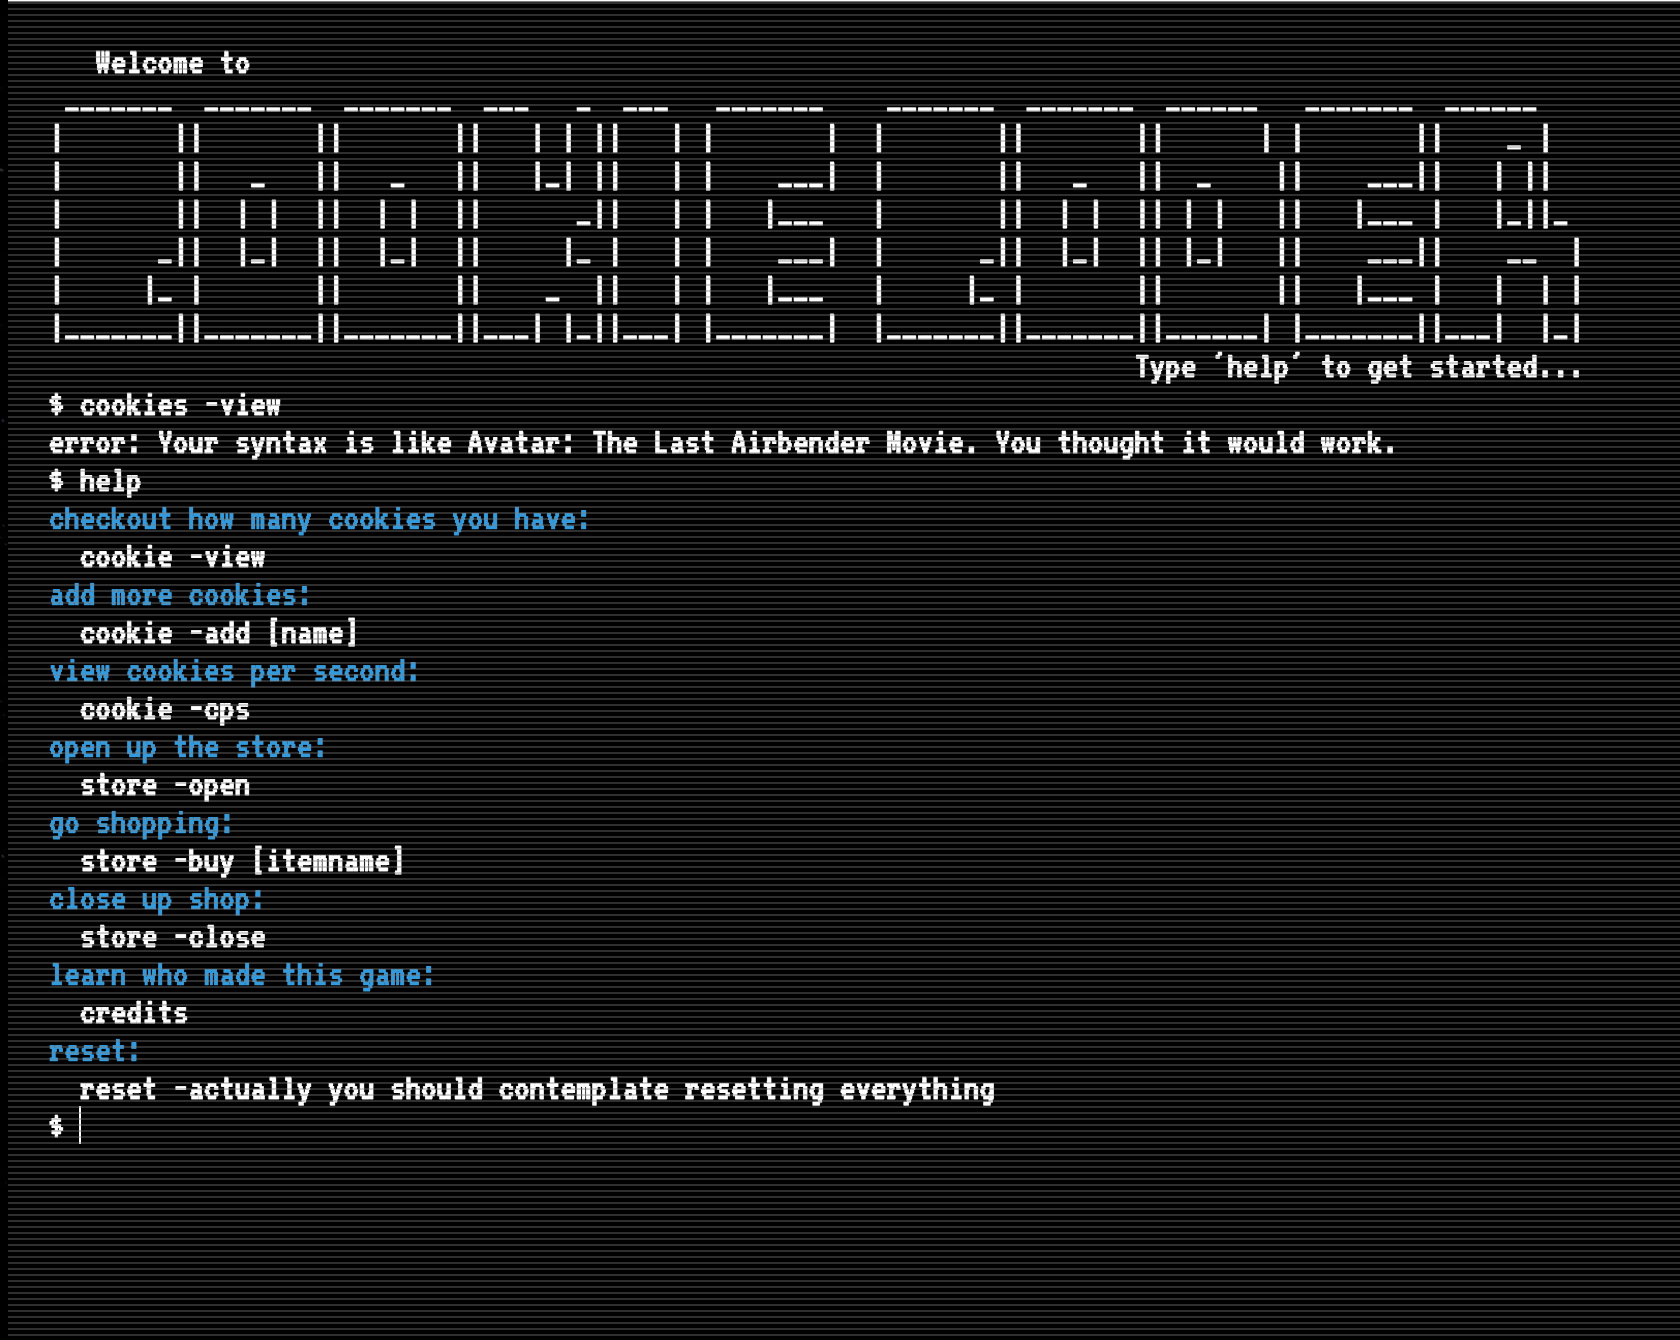 Welcome to
COOKIE CODER
Type 'help' to get started...
$ cookies -view
error: Your syntax is like Avatar: The Last Airbender Movie. You thought it would work.
$ help
checkout how many cookies you have:
cookie -view
add more cookies:
cookie -add [name]
view cookies per second:
cookie -cps
open up the store:
store -open
go shopping:
store -buy [itemname]
close up shop:
store -close
learn who made this game:
credits
reset:
reset -actually you should contemplate resetting everything
$